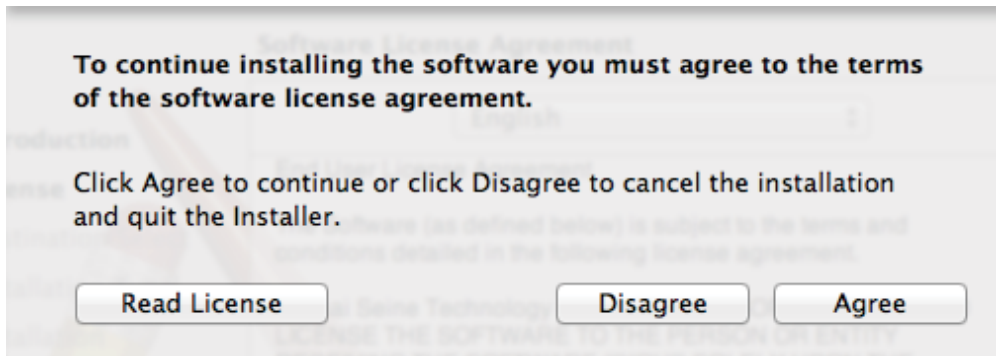 Software License Agreement
To continue installing the software you must agree to the terms
of the software license agreement.
English
End User License Agreement
Click Agree to continue or click Disagree to cancel the installation
and quit the Installer.
Software (as defined below) is subject to the terms and
conditions detailed in the following license agreement.
Read License
Disagree
Agree
Seine Technology
LICENSE THE SOFTWARE TO THE PERSON OR ENTITY